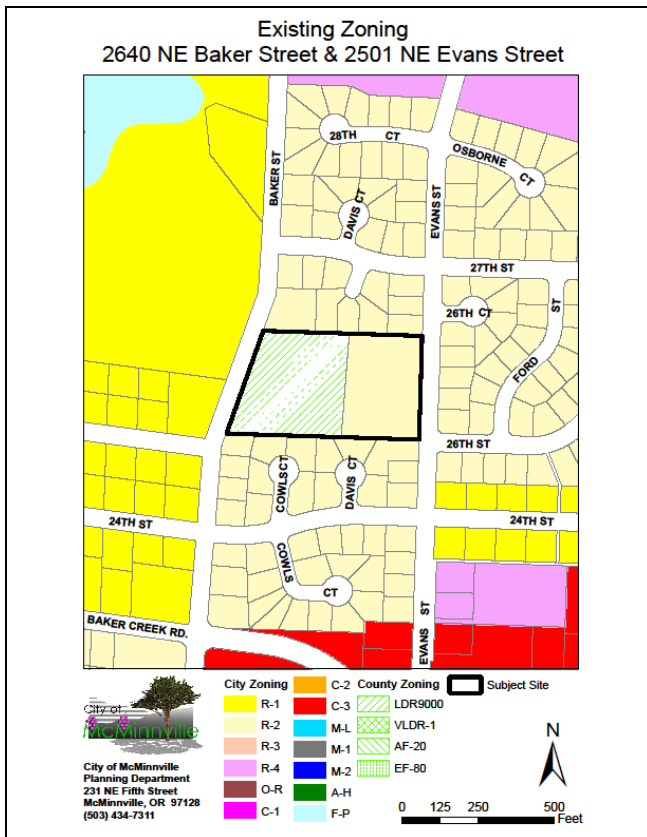 Existing Zoning
2640 NE Baker Street & 2501 NE Evans Street
28TH CT
OSBORNE CT
BAKER ST
EVANS ST
DAVIS CT
27TH ST
26TH CT
FORD ST
26TH ST
COWLS CT
DAVIS CT
24TH ST
24TH ST
COWLS CT
BAKER CREEK RD.
EVANS ST
City of
McMinnville
City of McMinnville
Planning Department
231 NE Fifth Street
McMinnville, OR 97128
(503) 434-7311
City Zoning
R-1
R-2
R-3
R-4
O-R
C-1
C-2
C-3
M-L
M-1
M-2
A-H
F-P
County Zoning
LDR9000
VLDR-1
AF-20
EF-80
Subject Site
N
0 125 250 500
Feet